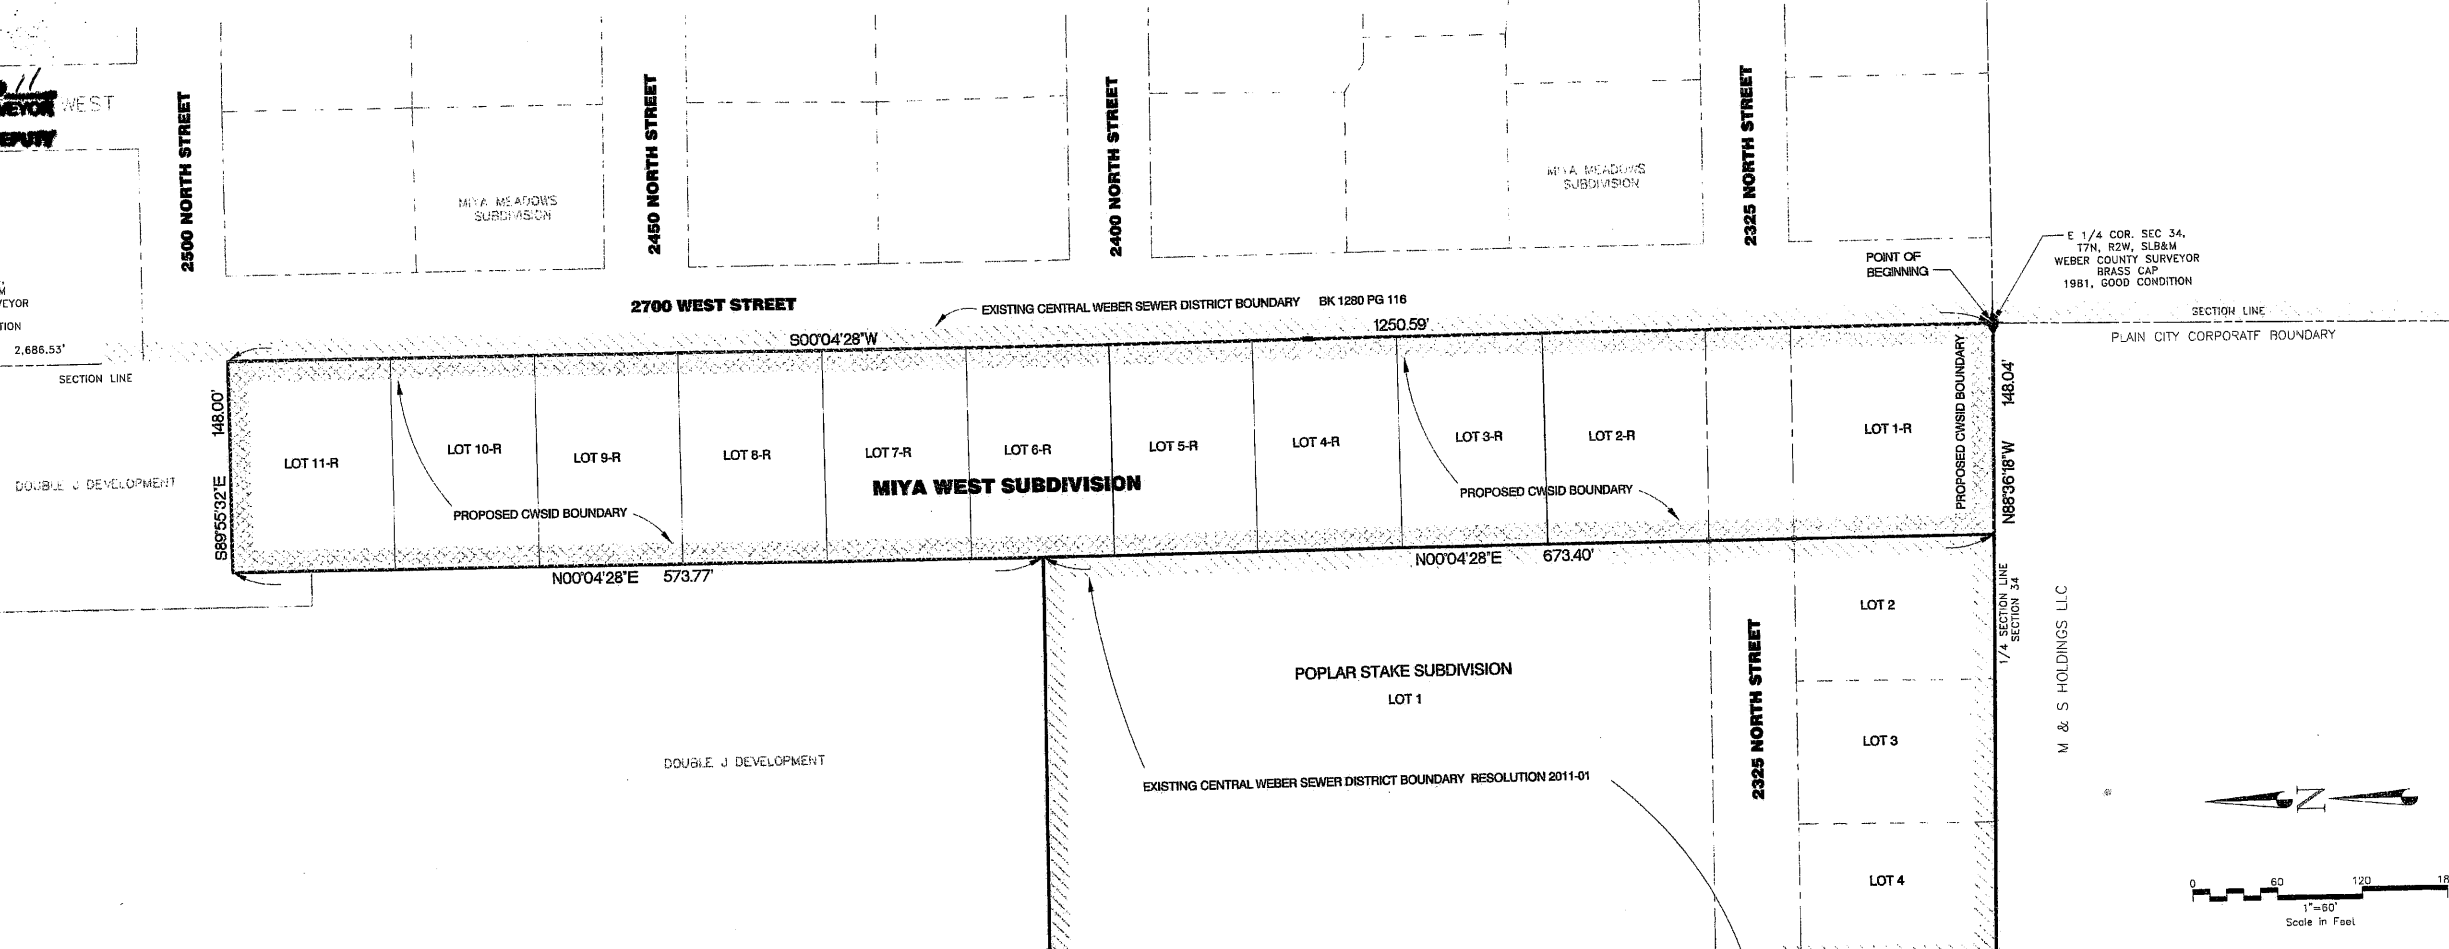 WEST
VEYOR
EPUTY
2500 NORTH STREET
2450 NORTH STREET
2400 NORTH STREET
2325 NORTH STREET
MIYA MEADOWS
SUBDIVISION
MIYA MEADOWS
SUBDIVISION
E 1/4 COR. SEC 34,
T7N, R2W, SLB&M
WEBER COUNTY SURVEYOR
BRASS CAP
1981, GOOD CONDITION
POINT OF
BEGINNING
M
VEYOR
TION
2,686.53'
SECTION LINE
2700 WEST STREET
EXISTING CENTRAL WEBER SEWER DISTRICT BOUNDARY BK 1280 PG 116
S00°04'28"W
1250.59'
SECTION LINE
PLAIN CITY CORPORATE BOUNDARY
148.00'
S89°55'32"E
LOT 11-R
LOT 10-R
LOT 9-R
LOT 8-R
LOT 7-R
LOT 6-R
LOT 5-R
LOT 4-R
LOT 3-R
LOT 2-R
LOT 1-R
PROPOSED CWSID BOUNDARY
148.04'
N88°36'18"W
DOUBLE J DEVELOPMENT
MIYA WEST SUBDIVISION
PROPOSED CWSID BOUNDARY
PROPOSED CWSID BOUNDARY
N00°04'28"E 573.77'
N00°04'28"E 673.40'
1/4 SECTION LINE
SECTION 34
M & S HOLDINGS LLC
LOT 2
POPLAR STAKE SUBDIVISION
LOT 1
2325 NORTH STREET
LOT 3
DOUBLE J DEVELOPMENT
EXISTING CENTRAL WEBER SEWER DISTRICT BOUNDARY RESOLUTION 2011-01
LOT 4
N
0 60 120 18
1"=60'
Scale in Feet